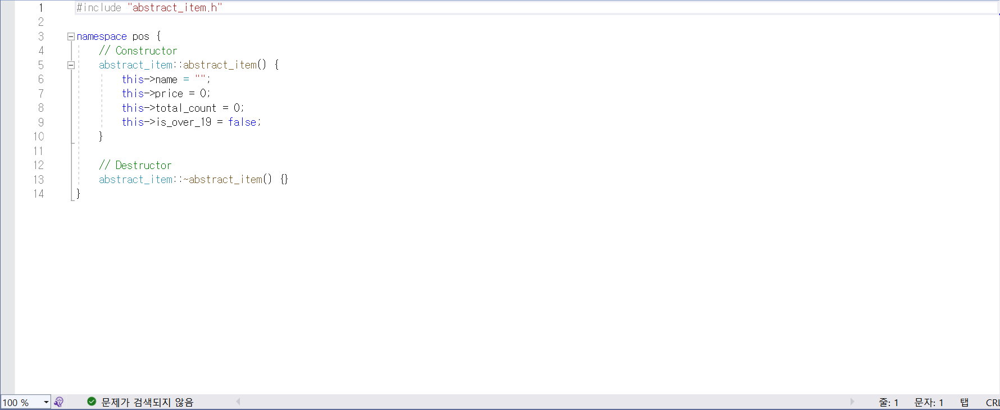 1 #include "abstract_item.h"
2
3 namespace pos {
4 // Constructor
5 abstract_item::abstract_item() {
6 this->name = "";
7 this->price = 0;
8 this->total_count = 0;
9 this->is_over_19 = false;
10 }
11
12 // Destructor
13 abstract_item::~abstract_item() {}
14 }
100 % 문제가 검색되지 않음 줄: 1 문자: 1 탭 CRL